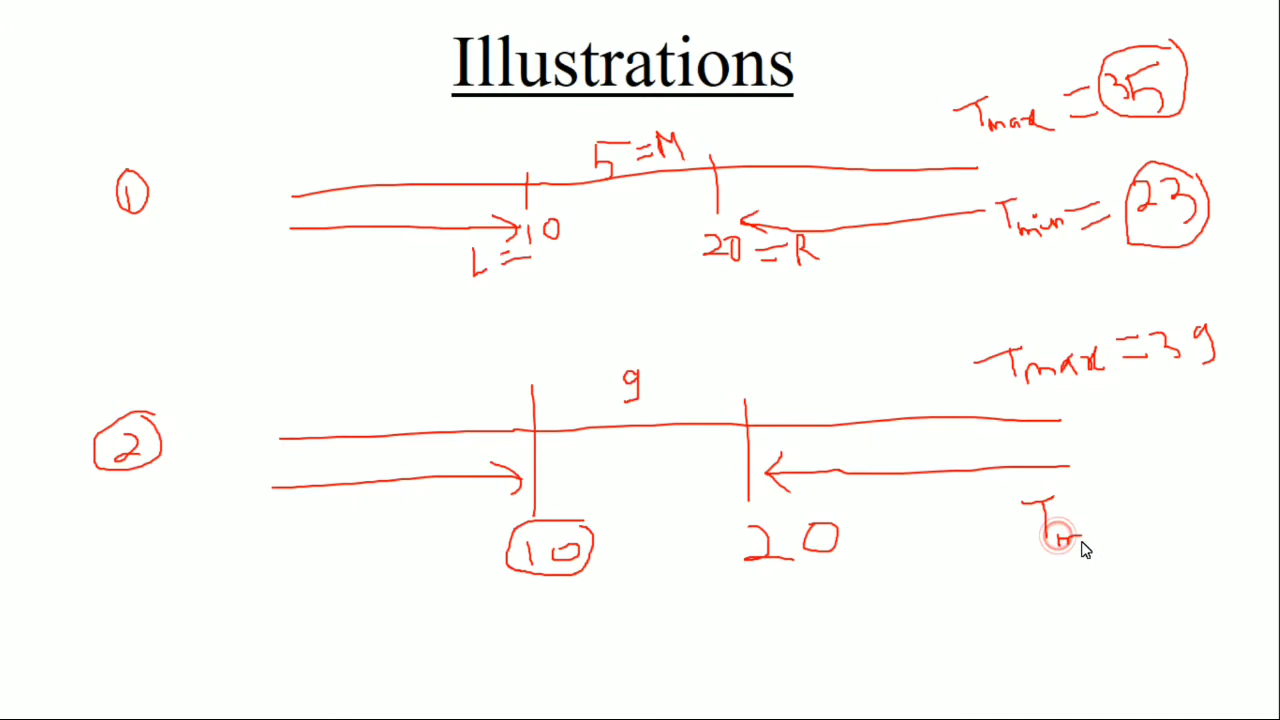 Illustrations
Tmax = 35
1
5 = M
Tmin = 23
L = 10
20 = R
Tmax = 39
9
2
10
20